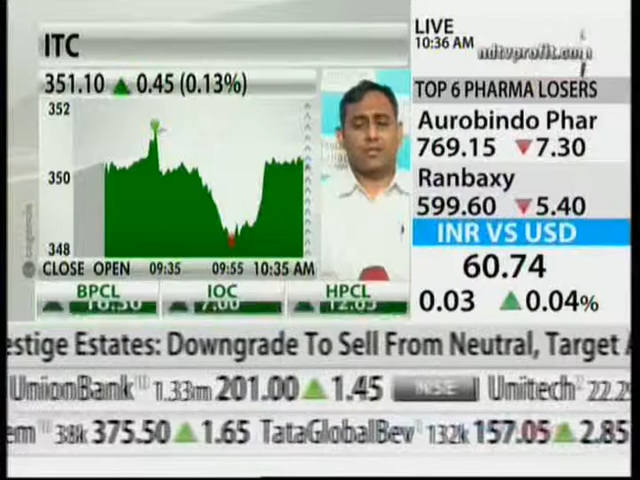 ITC
351.10 ▲ 0.45 (0.13%)
352
350
348
CLOSE OPEN 09:35 09:55 10:35 AM
BPCL IOC HPCL
LIVE
10:36 AM ndtvprofit.com
TOP 6 PHARMA LOSERS
Aurobindo Phar
769.15 ▼7.30
Ranbaxy
599.60 ▼5.40
INR VS USD
60.74
0.03 ▲0.04%
estige Estates: Downgrade To Sell From Neutral, Target
UnionBank 1.33m 201.00 ▲1.45 NSE Unitech 22.29
em 38k 375.50 ▲1.65 TataGlobalBev 132k 157.05 ▲2.85